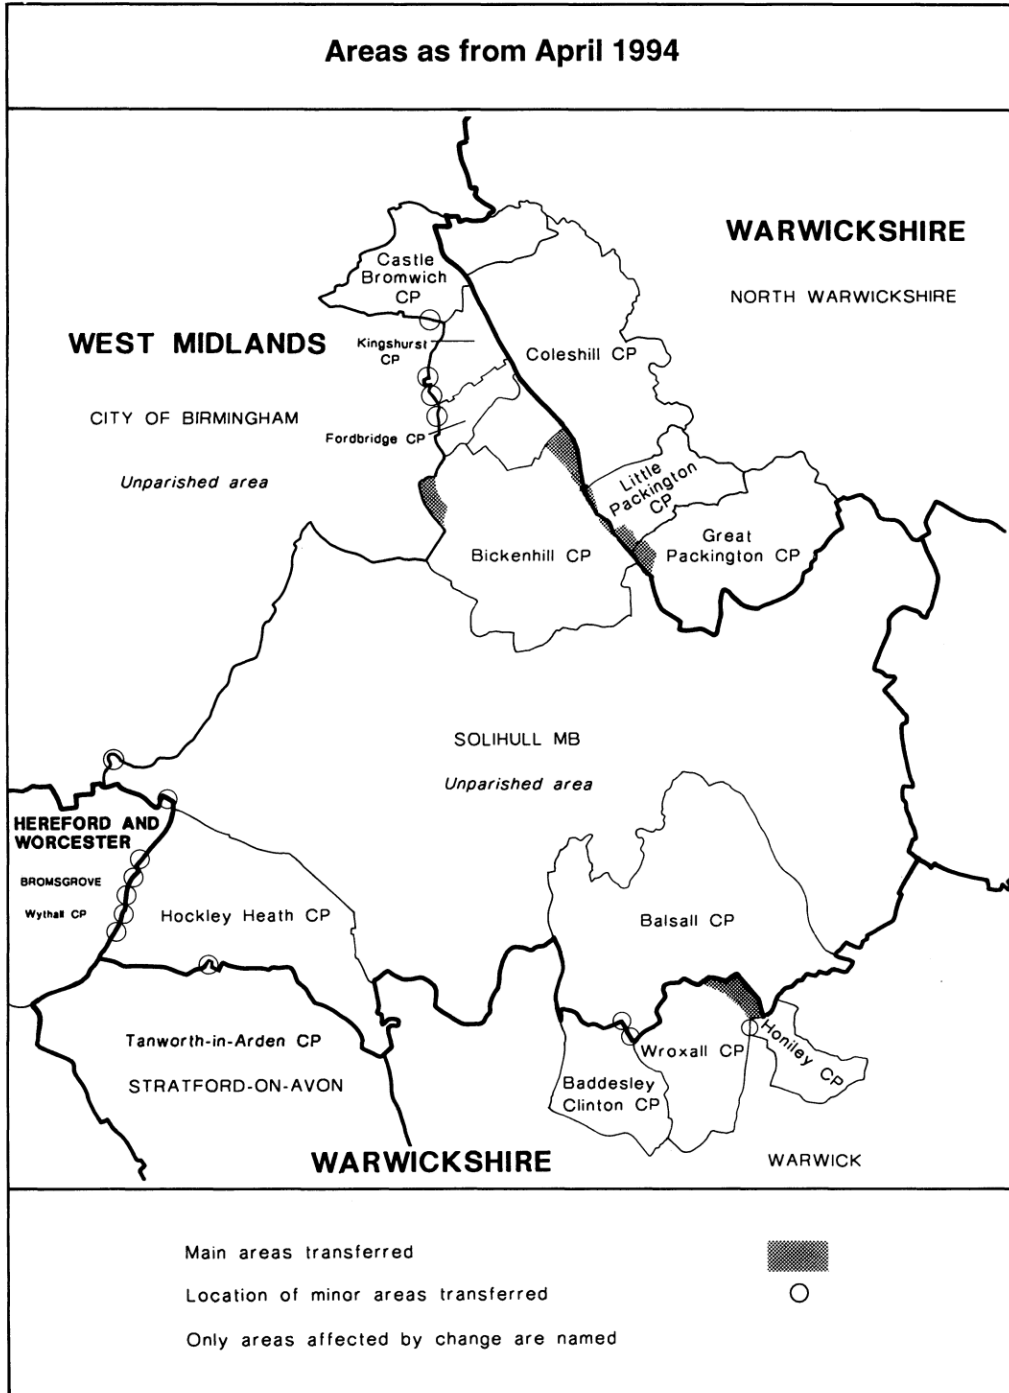 Areas as from April 1994
WARWICKSHIRE
NORTH WARWICKSHIRE
Castle
Bromwich
CP
WEST MIDLANDS
Kingshurst
CP
Coleshill CP
CITY OF BIRMINGHAM
Fordbridge CP
Unparished area
Little
Packington
CP
Great
Packington CP
Bickenhill CP
SOLIHULL MB
Unparished area
HEREFORD AND
WORCESTER
BROMSGROVE
Wythall CP
Hockley Heath CP
Balsall CP
Tanworth-in-Arden CP
STRATFORD-ON-AVON
Wroxall CP
Honiley CP
Baddesley
Clinton CP
WARWICKSHIRE
WARWICK
Main areas transferred
Location of minor areas transferred
Only areas affected by change are named